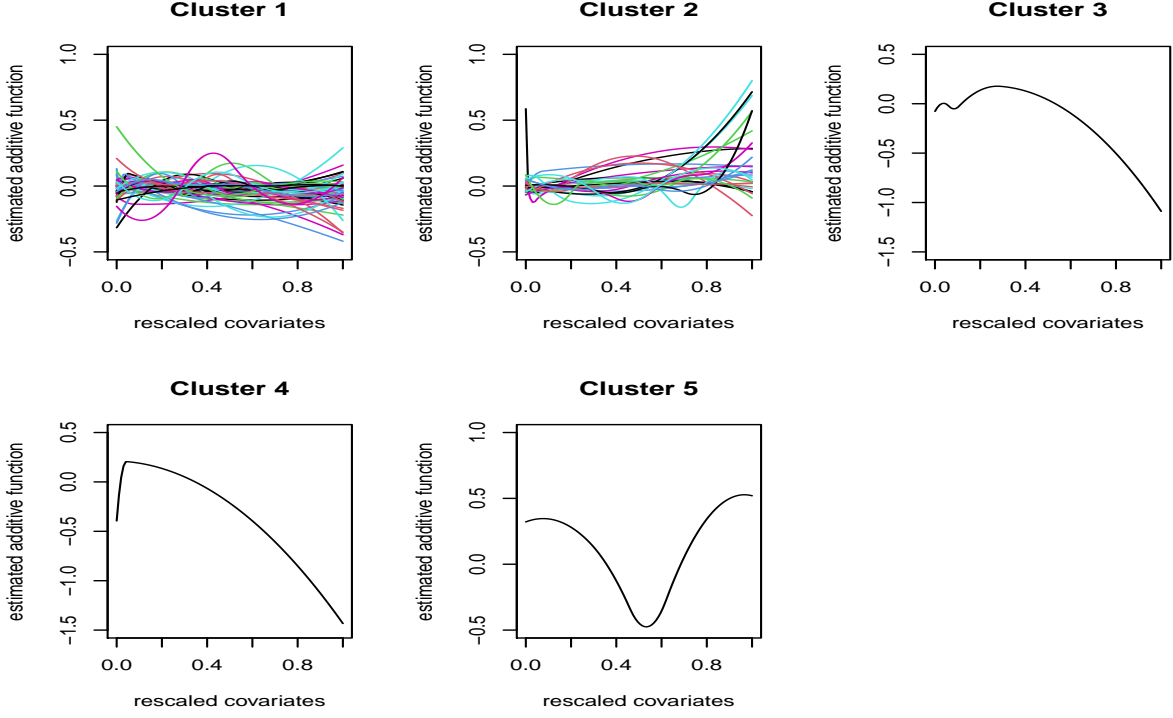 Cluster 1
estimated additive function
1.0
0.5
0.0
−0.5
0.0 0.4 0.8
rescaled covariates
Cluster 2
estimated additive function
1.0
0.5
0.0
−0.5
0.0 0.4 0.8
rescaled covariates
Cluster 3
estimated additive function
0.5
0.0
−0.5
−1.0
−1.5
0.0 0.4 0.8
rescaled covariates
Cluster 4
estimated additive function
0.5
0.0
−0.5
−1.0
−1.5
0.0 0.4 0.8
rescaled covariates
Cluster 5
estimated additive function
1.0
0.5
0.0
−0.5
0.0 0.4 0.8
rescaled covariates